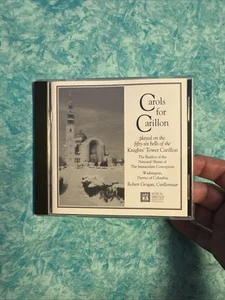 Carols
for
Carillon
played on the
fifty-six bells of the
Knights' Tower Carillon
The Basilica of the
National Shrine of
The Immaculate Conception
Washington,
District of Columbia
Robert Grogan, Carillonneur